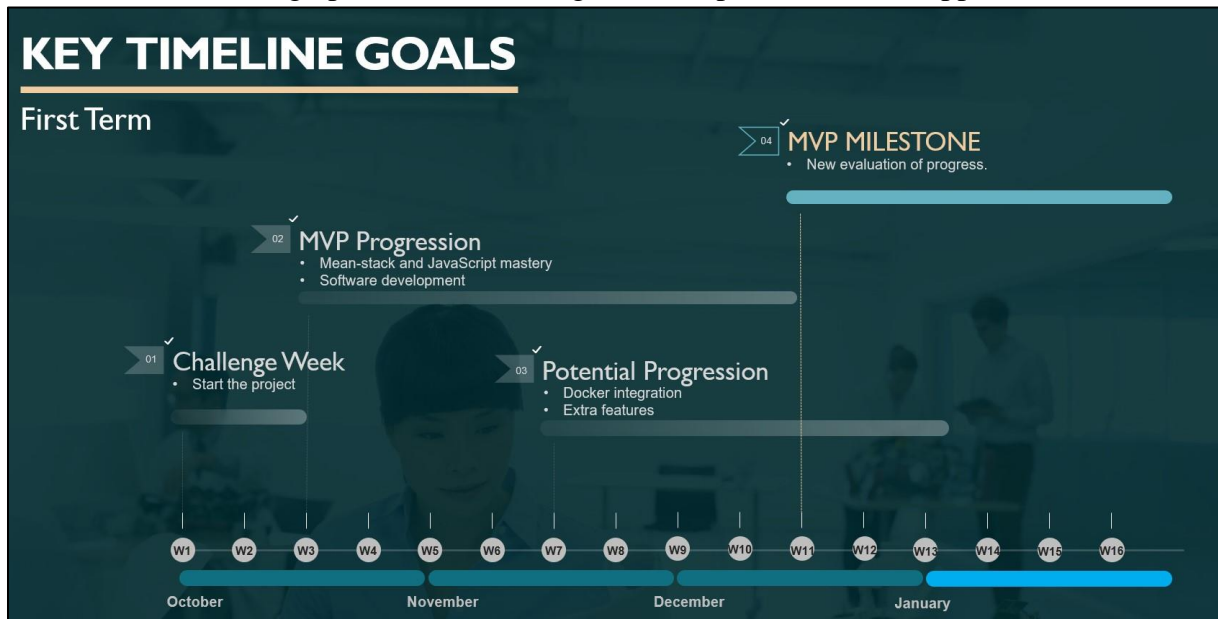 KEY TIMELINE GOALS
First Term
04
MVP MILESTONE
• New evaluation of progress.
02
MVP Progression
• Mean-stack and JavaScript mastery
• Software development
01
Challenge Week
• Start the project
03
Potential Progression
• Docker integration
• Extra features
W1 W2 W3 W4 W5 W6 W7 W8 W9 W10 W11 W12 W13 W14 W15 W16
October November December January